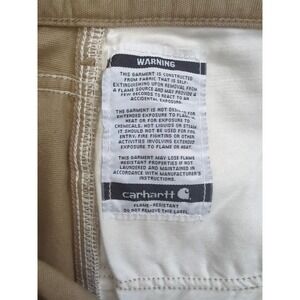 WARNING
THIS GARMENT IS CONSTRUCTED
FROM FABRIC THAT IS SELF-
EXTINGUISHING UPON REMOVAL OF
A FLAME SOURCE AND MAY PROVIDE A
FEW SECONDS TO REACT TO AN
ACCIDENTAL EXPOSURE.
THIS GARMENT IS NOT DESIGNED FOR
EXTENDED EXPOSURE TO FLAME,
HEAT OR FOR EXPOSURE TO
CHEMICALS, HOT LIQUIDS OR STEAM.
IT SHOULD NOT BE USED FOR FIRE
ENTRY, FIRE FIGHTING OR OTHER
ACTIVITIES INVOLVING EXTENDED
EXPOSURE TO FLAME OR HEAT.
THIS GARMENT MAY LOSE FLAME
RESISTANT PROPERTIES IF NOT
LAUNDERED AND MAINTAINED IN
ACCORDANCE WITH MANUFACTURER'S
INSTRUCTIONS.
carhartt
FLAME-RESISTANT
DO NOT REMOVE THIS LABEL.